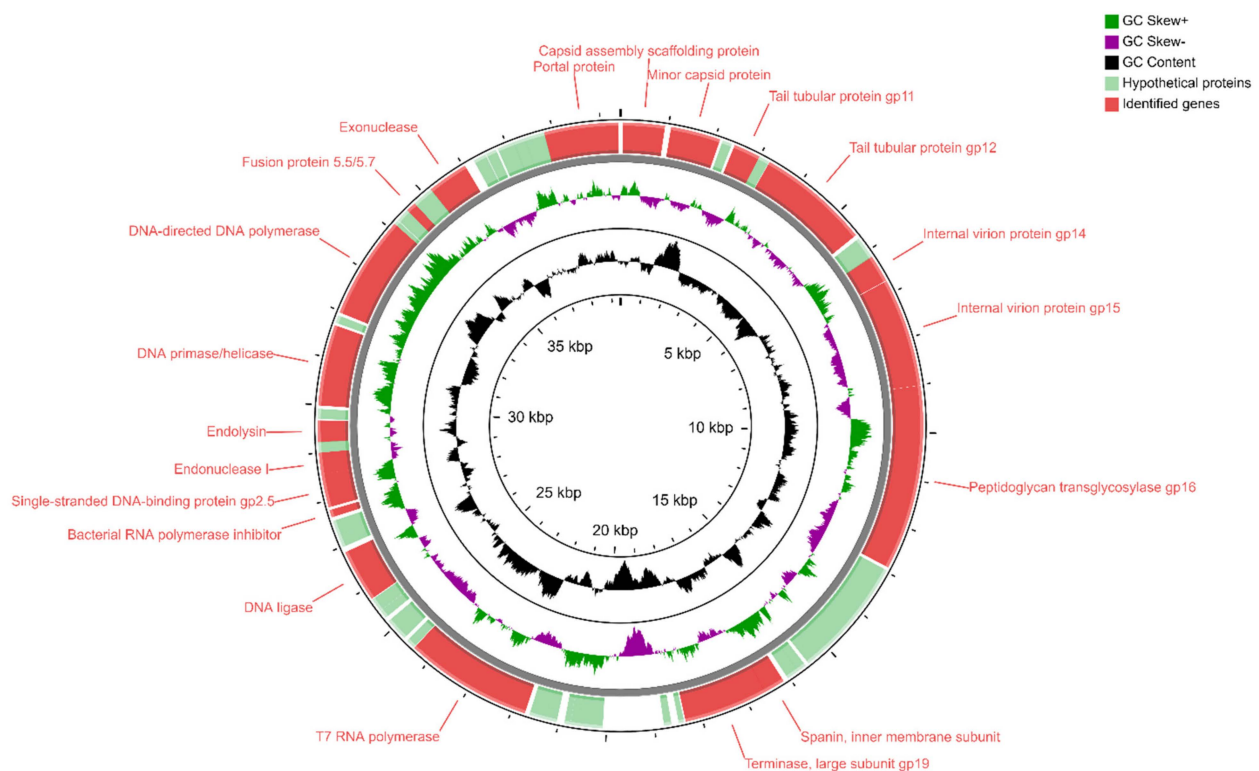 GC Skew+
GC Skew-
GC Content
Hypothetical proteins
Identified genes
Capsid assembly scaffolding protein
Portal protein
Minor capsid protein
Tail tubular protein gp11
Exonuclease
Fusion protein 5.5/5.7
Tail tubular protein gp12
DNA-directed DNA polymerase
Internal virion protein gp14
Internal virion protein gp15
DNA primase/helicase
35 kbp
5 kbp
30 kbp
10 kbp
Endolysin
Endonuclease I
Peptidoglycan transglycosylase gp16
25 kbp
15 kbp
Single-stranded DNA-binding protein gp2.5
20 kbp
Bacterial RNA polymerase inhibitor
DNA ligase
T7 RNA polymerase
Spanin, inner membrane subunit
Terminase, large subunit gp19